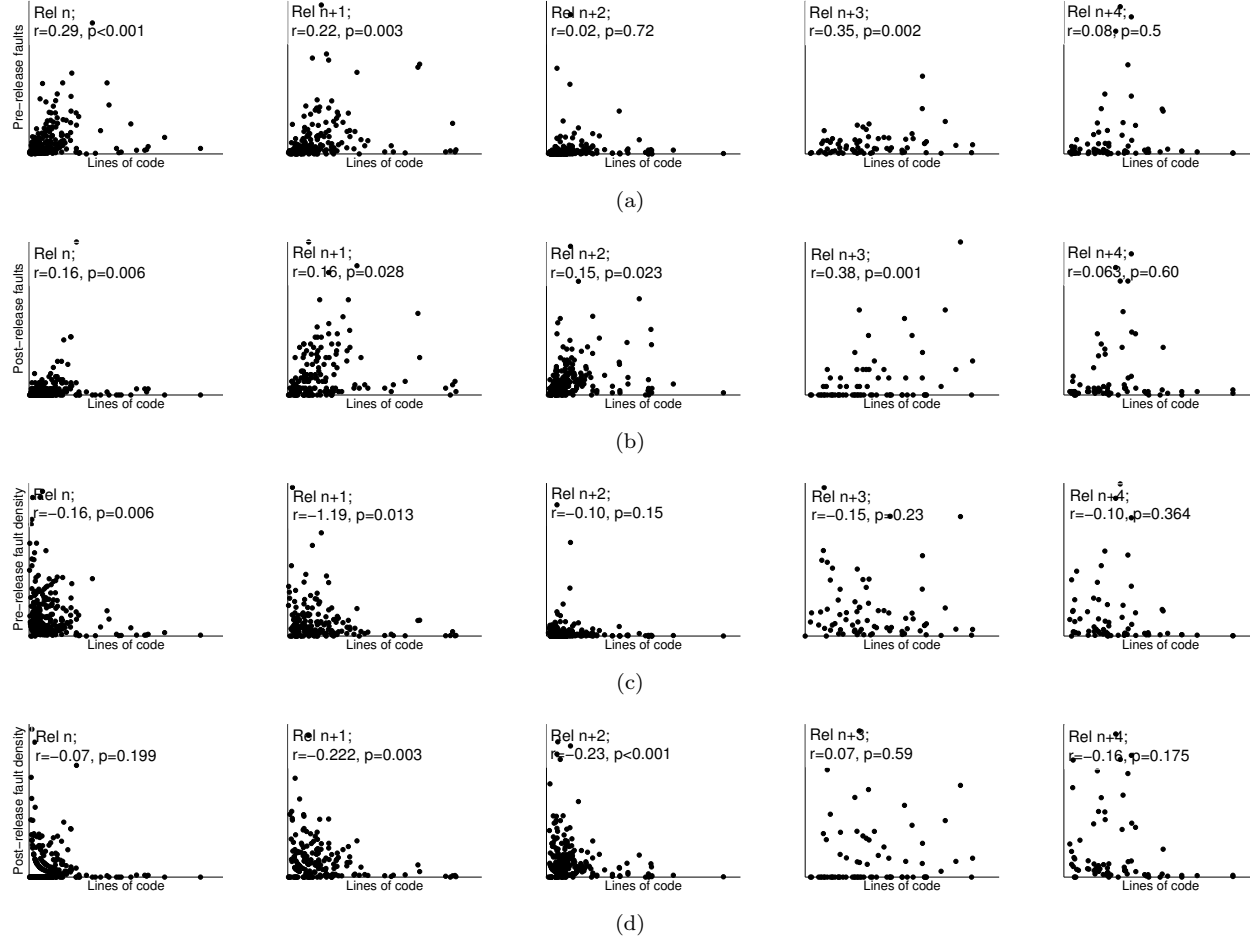 Rel n;
r=0.29, p<0.001
Rel n+1;
r=0.22, p=0.003
Rel n+2;
r=0.02, p=0.72
Rel n+3;
r=0.35, p=0.002
Rel n+4;
r=0.08, p=0.5
Pre−release faults
Lines of code
Lines of code
Lines of code
Lines of code
Lines of code
(a)
Rel n;
r=0.16, p=0.006
Rel n+1;
r=0.16, p=0.028
Rel n+2;
r=0.15, p=0.023
Rel n+3;
r=0.38, p=0.001
Rel n+4;
r=0.063, p=0.60
Post−release faults
Lines of code
Lines of code
Lines of code
Lines of code
Lines of code
(b)
Rel n;
r=−0.16, p=0.006
Rel n+1;
r=−1.19, p=0.013
Rel n+2;
r=−0.10, p=0.15
Rel n+3;
r=−0.15, p=0.23
Rel n+4;
r=−0.10, p=0.364
Pre−release fault density
Lines of code
Lines of code
Lines of code
Lines of code
Lines of code
(c)
Rel n;
r=−0.07, p=0.199
Rel n+1;
r=−0.222, p=0.003
Rel n+2;
r=−0.23, p<0.001
Rel n+3;
r=0.07, p=0.59
Rel n+4;
r=−0.16, p=0.175
Post−release fault density
Lines of code
Lines of code
Lines of code
Lines of code
Lines of code
(d)